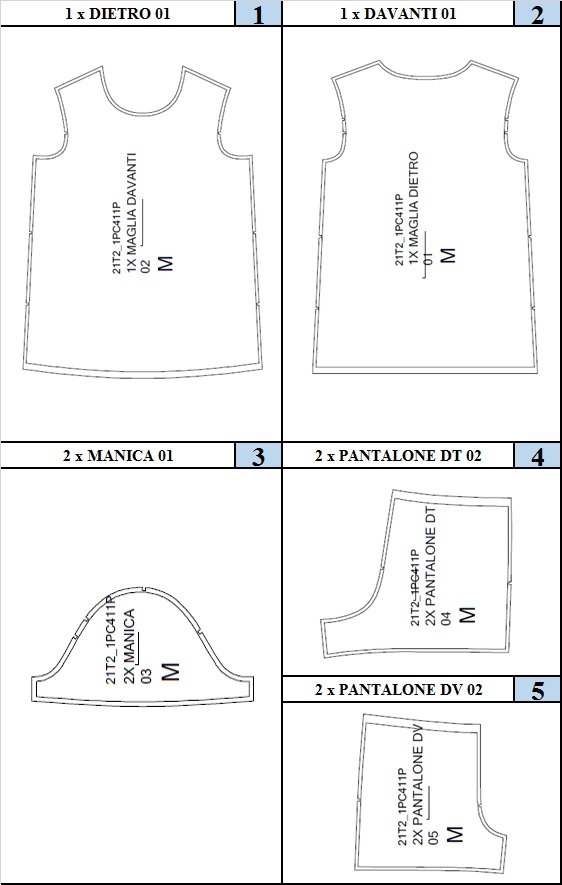 1 x DIETRO 01
1
21T2_1PC411P
1X MAGLIA DAVANTI
02
M
1 x DAVANTI 01
2
21T2_1PC411P
1X MAGLIA DIETRO
01
M
2 x MANICA 01
3
21T2_1PC411P
2X MANICA
03
M
2 x PANTALONE DT 02
4
21T2_1PC411P
2X PANTALONE DT
04
M
2 x PANTALONE DV 02
5
21T2_1PC411P
2X PANTALONE DV
05
M